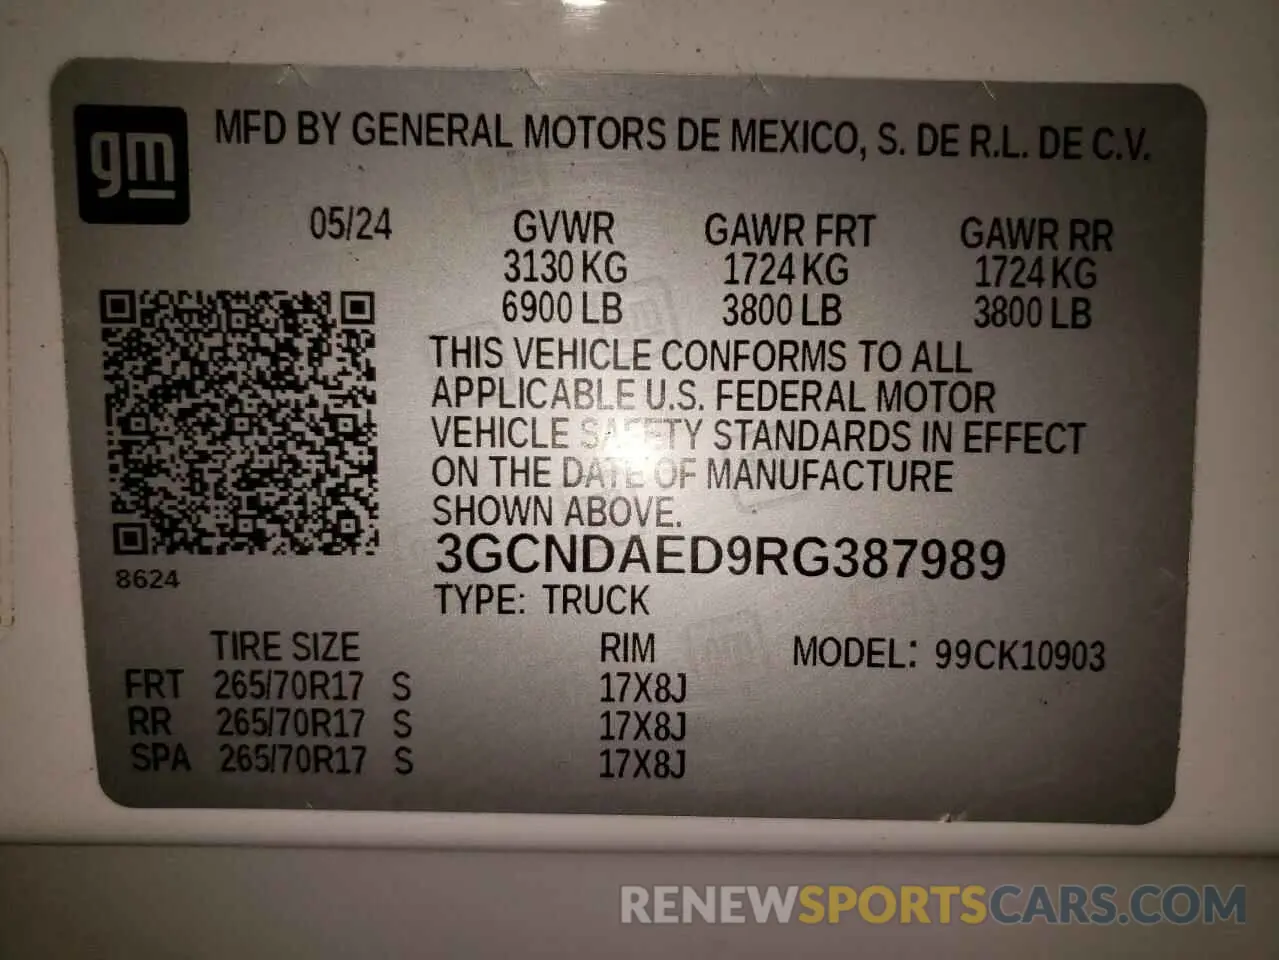 gm
MFD BY GENERAL MOTORS DE MEXICO, S. DE R.L. DE C.V.
05/24 GVWR GAWR FRT GAWR RR
3130 KG 1724 KG 1724 KG
6900 LB 3800 LB 3800 LB
THIS VEHICLE CONFORMS TO ALL
APPLICABLE U.S. FEDERAL MOTOR
VEHICLE SAFETY STANDARDS IN EFFECT
ON THE DATE OF MANUFACTURE
SHOWN ABOVE.
3GCNDAED9RG387989
8624
TYPE: TRUCK
TIRE SIZE RIM MODEL: 99CK10903
FRT 265/70R17 S 17X8J
RR 265/70R17 S 17X8J
SPA 265/70R17 S 17X8J
RENEWSPORTSCARS.COM